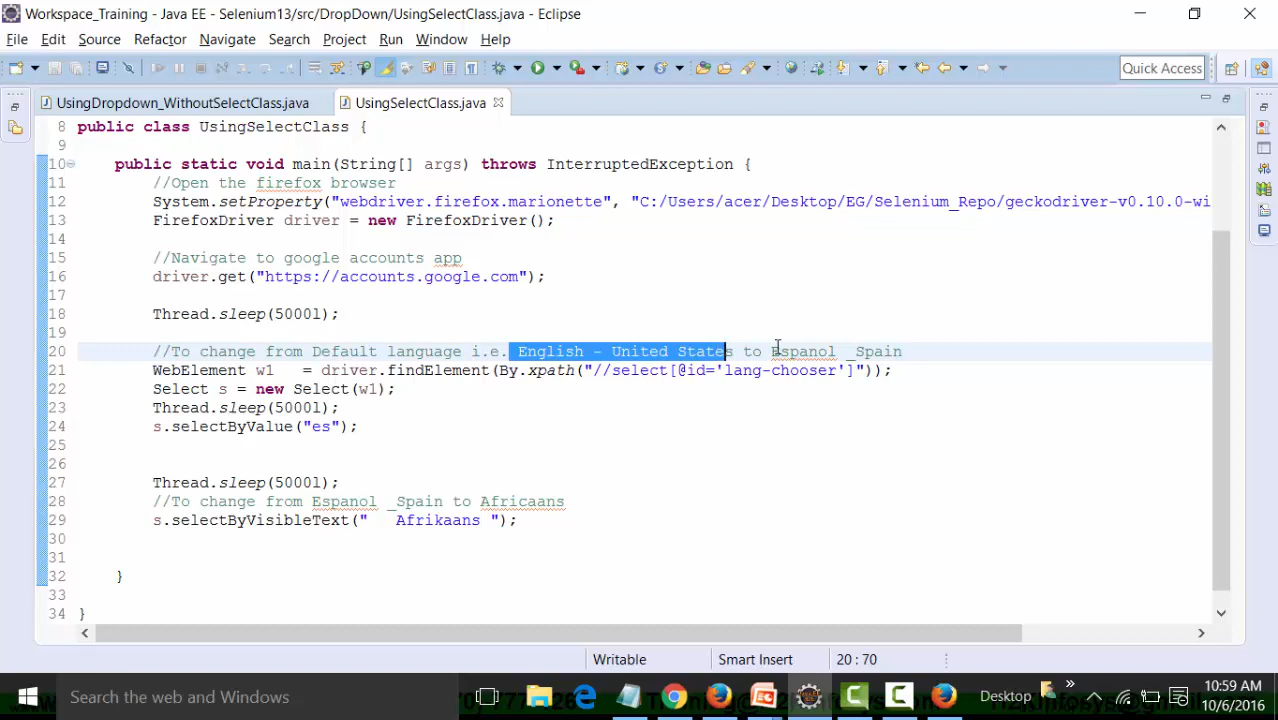 Workspace_Training - Java EE - Selenium13/src/DropDown/UsingSelectClass.java - Eclipse
File Edit Source Refactor Navigate Search Project Run Window Help
Quick Access
UsingDropdown_WithoutSelectClass.java UsingSelectClass.java
8 public class UsingSelectClass {
9
10 public static void main(String[] args) throws InterruptedException {
11 //Open the firefox browser
12 System.setProperty("webdriver.firefox.marionette", "C:/Users/acer/Desktop/EG/Selenium_Repo/geckodriver-v0.10.0-wi
13 FirefoxDriver driver = new FirefoxDriver();
14
15 //Navigate to google accounts app
16 driver.get("https://accounts.google.com");
17
18 Thread.sleep(5000l);
19
20 //To change from Default language i.e. English - United States to Espanol _Spain
21 WebElement w1 = driver.findElement(By.xpath("//select[@id='lang-chooser']"));
22 Select s = new Select(w1);
23 Thread.sleep(5000l);
24 s.selectByValue("es");
25
26
27 Thread.sleep(5000l);
28 //To change from Espanol _Spain to Africaans
29 s.selectByVisibleText(" Afrikaans ");
30
31
32 }
33
34 }
Writable Smart Insert 20 : 70
Search the web and Windows Desktop 10:59 AM
10/6/2016